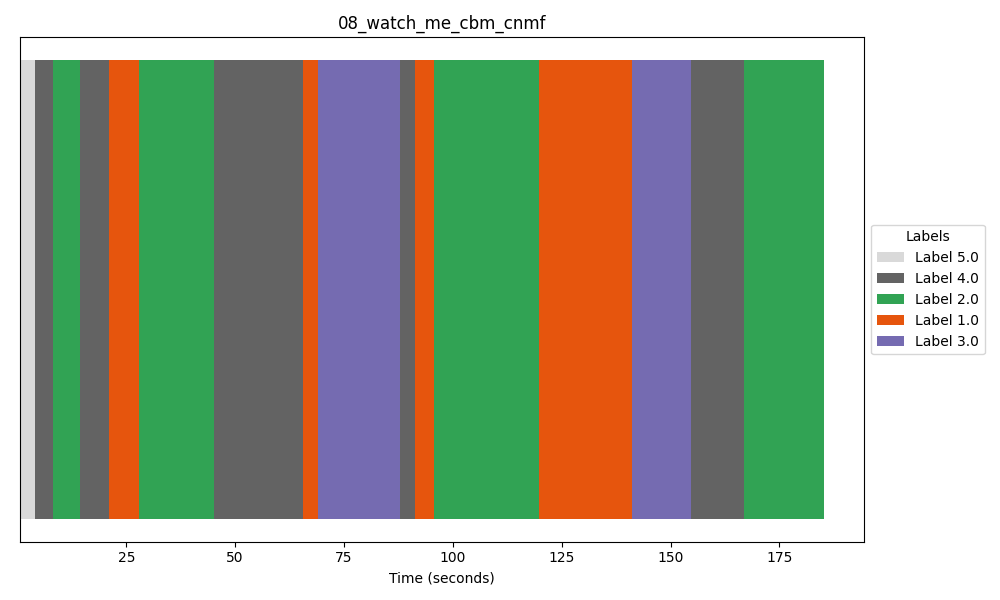 08_watch_me_cbm_cnmf
Labels
Label 5.0
Label 4.0
Label 2.0
Label 1.0
Label 3.0
25 50 75 100 125 150 175
Time (seconds)